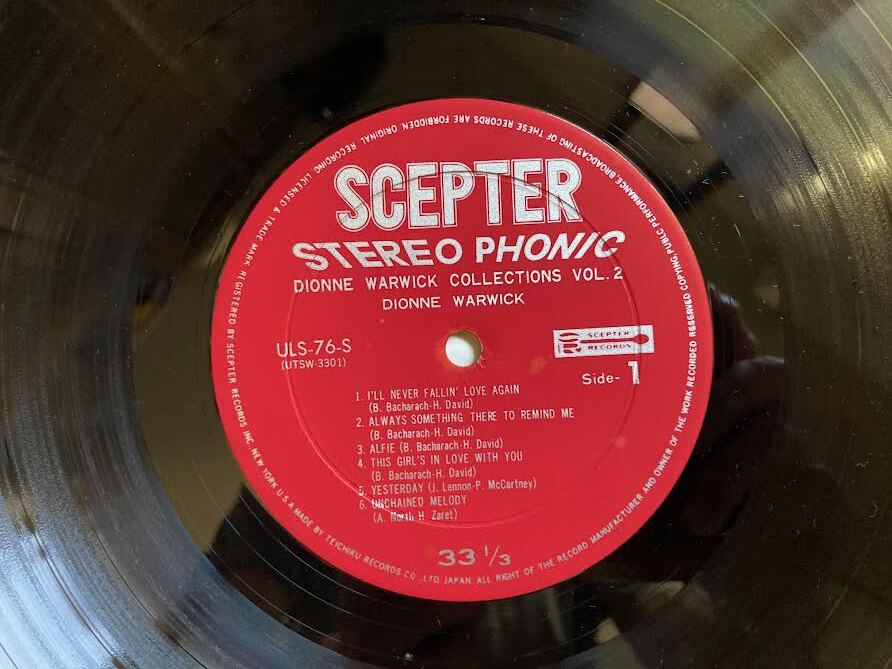 SCEPTER
STEREO PHONIC
DIONNE WARWICK COLLECTIONS VOL. 2
DIONNE WARWICK
ULS-76-S
(UTSW-3301)
SCEPTER
RECORDS
Side- 1
1. I'LL NEVER FALLIN' LOVE AGAIN
(B. Bacharach-H. David)
2. ALWAYS SOMETHING THERE TO REMIND ME
(B. Bacharach-H. David)
3. ALFIE (B. Bacharach-H. David)
4. THIS GIRL'S IN LOVE WITH YOU
(B. Bacharach-H. David)
5. YESTERDAY (J. Lennon-P. McCartney)
6. UNCHAINED MELODY
(A. North-H. Zaret)
33 1/3
LICENSED & TRADE MARK REGISTERED BY SCEPTER RECORDS INC. NEW YORK U.S.A MADE BY TEICHIKU RECORDS CO., LTD. JAPAN. ALL RIGHT OF THE RECORD MANUFACTURER AND OWNER OF THE WORK RECORDED RESERVED COPYING, PUBLC PERFORMANCE, BROADCASTING OF THESE RECORDS ARE FORBIDDEN. ORIGINAL RECORDING.